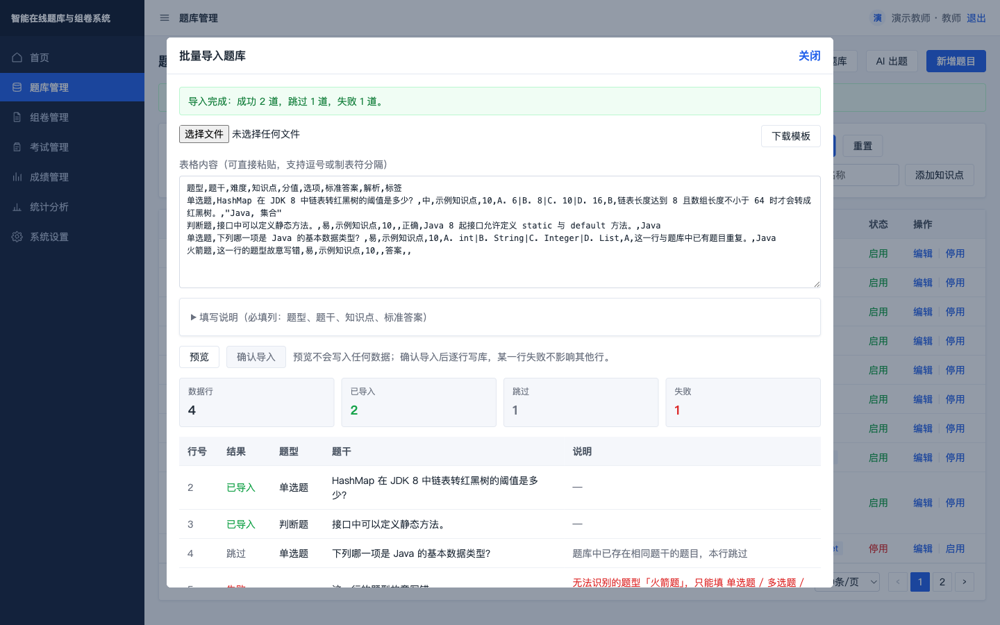 智能在线题库与组卷系统
首页
题库管理
组卷管理
考试管理
成绩管理
统计分析
系统设置
题库管理
演 演示教师 · 教师 退出
AI 出题 新增题目
批量导入题库 关闭
导入完成：成功 2 道，跳过 1 道，失败 1 道。
选择文件 未选择任何文件 下载模板
重置
表格内容（可直接粘贴，支持逗号或制表符分隔）
添加知识点
题型,题干,难度,知识点,分值,选项,标准答案,解析,标签
单选题,HashMap 在 JDK 8 中链表转红黑树的阈值是多少？,中,示例知识点,10,A. 6|B. 8|C. 10|D. 16,B,链表长度达到 8 且数组长度不小于 64 时才会转成
红黑树。,"Java, 集合"
判断题,接口中可以定义静态方法。,易,示例知识点,10,,正确,Java 8 起接口允许定义 static 与 default 方法。,Java
单选题,下列哪一项是 Java 的基本数据类型？,易,示例知识点,10,A. int|B. String|C. Integer|D. List,A,这一行与题库中已有题目重复。,Java
火箭题,这一行的题型故意写错,易,示例知识点,10,,答案,,
填写说明（必填列：题型、题干、知识点、标准答案）
预览 确认导入 预览不会写入任何数据；确认导入后逐行写库，某一行失败不影响其他行。
数据行 已导入 跳过 失败
4 2 1 1
行号 结果 题型 题干 说明
2 已导入 单选题 HashMap 在 JDK 8 中链表转红黑树的阈值是多少？ —
3 已导入 判断题 接口中可以定义静态方法。 —
4 跳过 单选题 下列哪一项是 Java 的基本数据类型？ 题库中已存在相同题干的题目，本行跳过
无法识别的题型「火箭题」，只能填 单选题 / 多选题 /
状态 操作
启用 编辑 停用
启用 编辑 停用
启用 编辑 停用
启用 编辑 停用
启用 编辑 停用
启用 编辑 停用
启用 编辑 停用
启用 编辑 停用
启用 编辑 停用
停用 编辑 启用
条/页 < 1 2 >